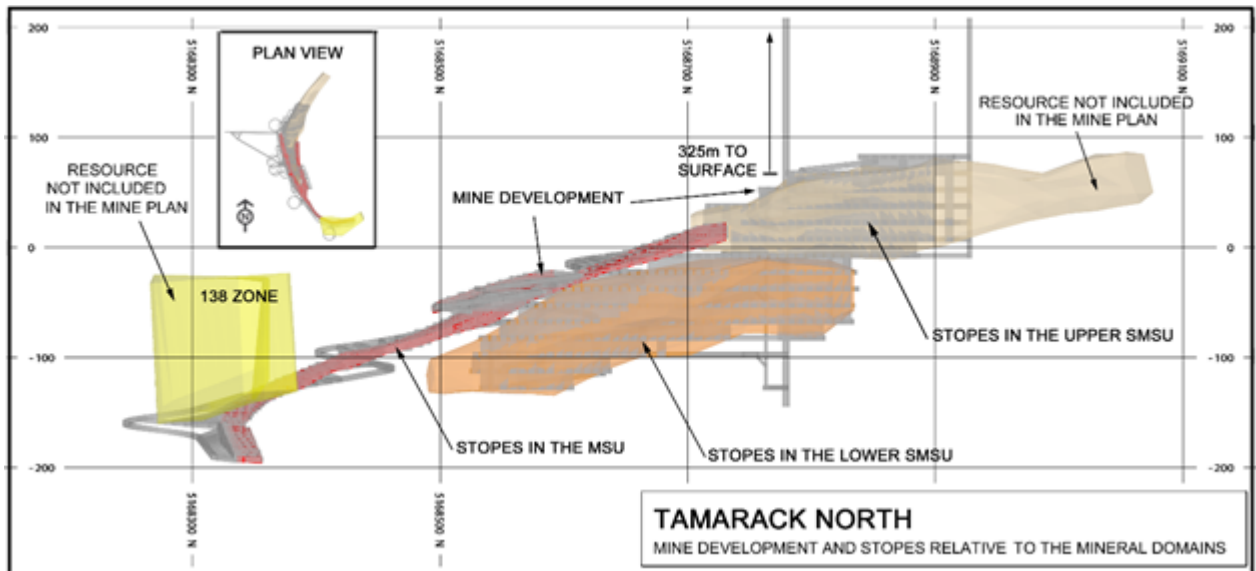 200
5168300 N
5168500 N
5168700 N
5168900 N
5169100 N
200
PLAN VIEW
N
RESOURCE
NOT INCLUDED
IN THE MINE PLAN
325m TO
SURFACE
RESOURCE NOT INCLUDED
IN THE MINE PLAN
100
100
MINE DEVELOPMENT
0
0
138 ZONE
STOPES IN THE UPPER SMSU
-100
-100
STOPES IN THE MSU
STOPES IN THE LOWER SMSU
-200
-200
5168300 N
5168500 N
TAMARACK NORTH
MINE DEVELOPMENT AND STOPES RELATIVE TO THE MINERAL DOMAINS